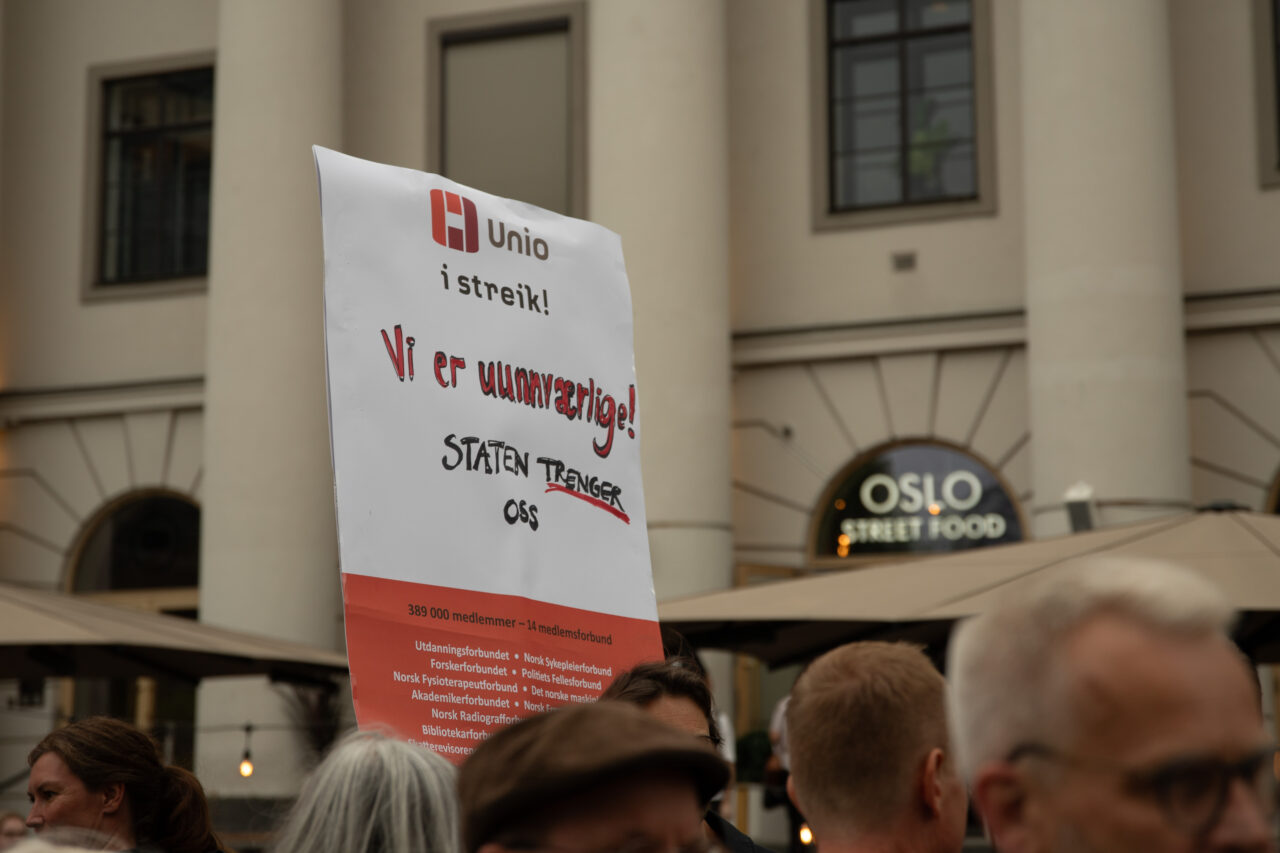 Unio
i streik!
Vi er uunnværlige!
STATEN TRENGER
OSS
389 000 medlemmer – 14 medlemsforbund
Utdanningsforbundet • Norsk Sykepleierforbund
Forskerforbundet • Politiets Fellesforbund
Norsk Fysioterapeutforbund • Det norske
Akademikerforbundet • Norsk
Norsk
OSLO
STREET FOOD